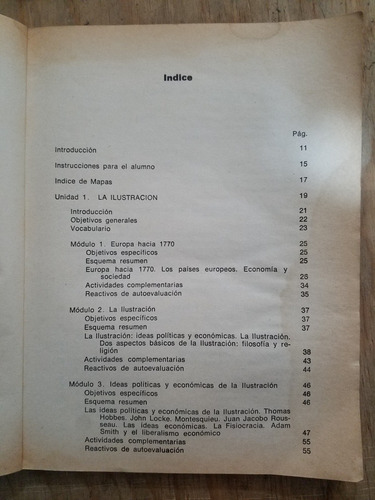 Indice
Pág.
Introducción 11
Instrucciones para el alumno 15
Indice de Mapas 17
Unidad 1. LA ILUSTRACION 19
Introducción 21
Objetivos generales 22
Vocabulario 23
Módulo 1. Europa hacia 1770 25
Objetivos específicos 25
Esquema resumen 25
Europa hacia 1770. Los países europeos. Economía y
sociedad 28
Actividades complementarias 34
Reactivos de autoevaluación 35
Módulo 2. La Ilustración 37
Objetivos específicos 37
Esquema resumen 37
La Ilustración: ideas políticas y económicas. La Ilustración.
Dos aspectos básicos de la Ilustración: filosofía y re-
ligión 38
Actividades complementarias 43
Reactivos de autoevaluación 44
Módulo 3. Ideas políticas y económicas de la Ilustración 46
Objetivos específicos 46
Esquema resumen 46
Las ideas políticas y económicas de la Ilustración. Thomas
Hobbes. John Locke. Montesquieu. Juan Jacobo Rous-
seau. Las ideas económicas. La Fisiocracia. Adam
Smith y el liberalismo económico 47
Actividades complementarias 55
Reactivos de autoevaluación 55